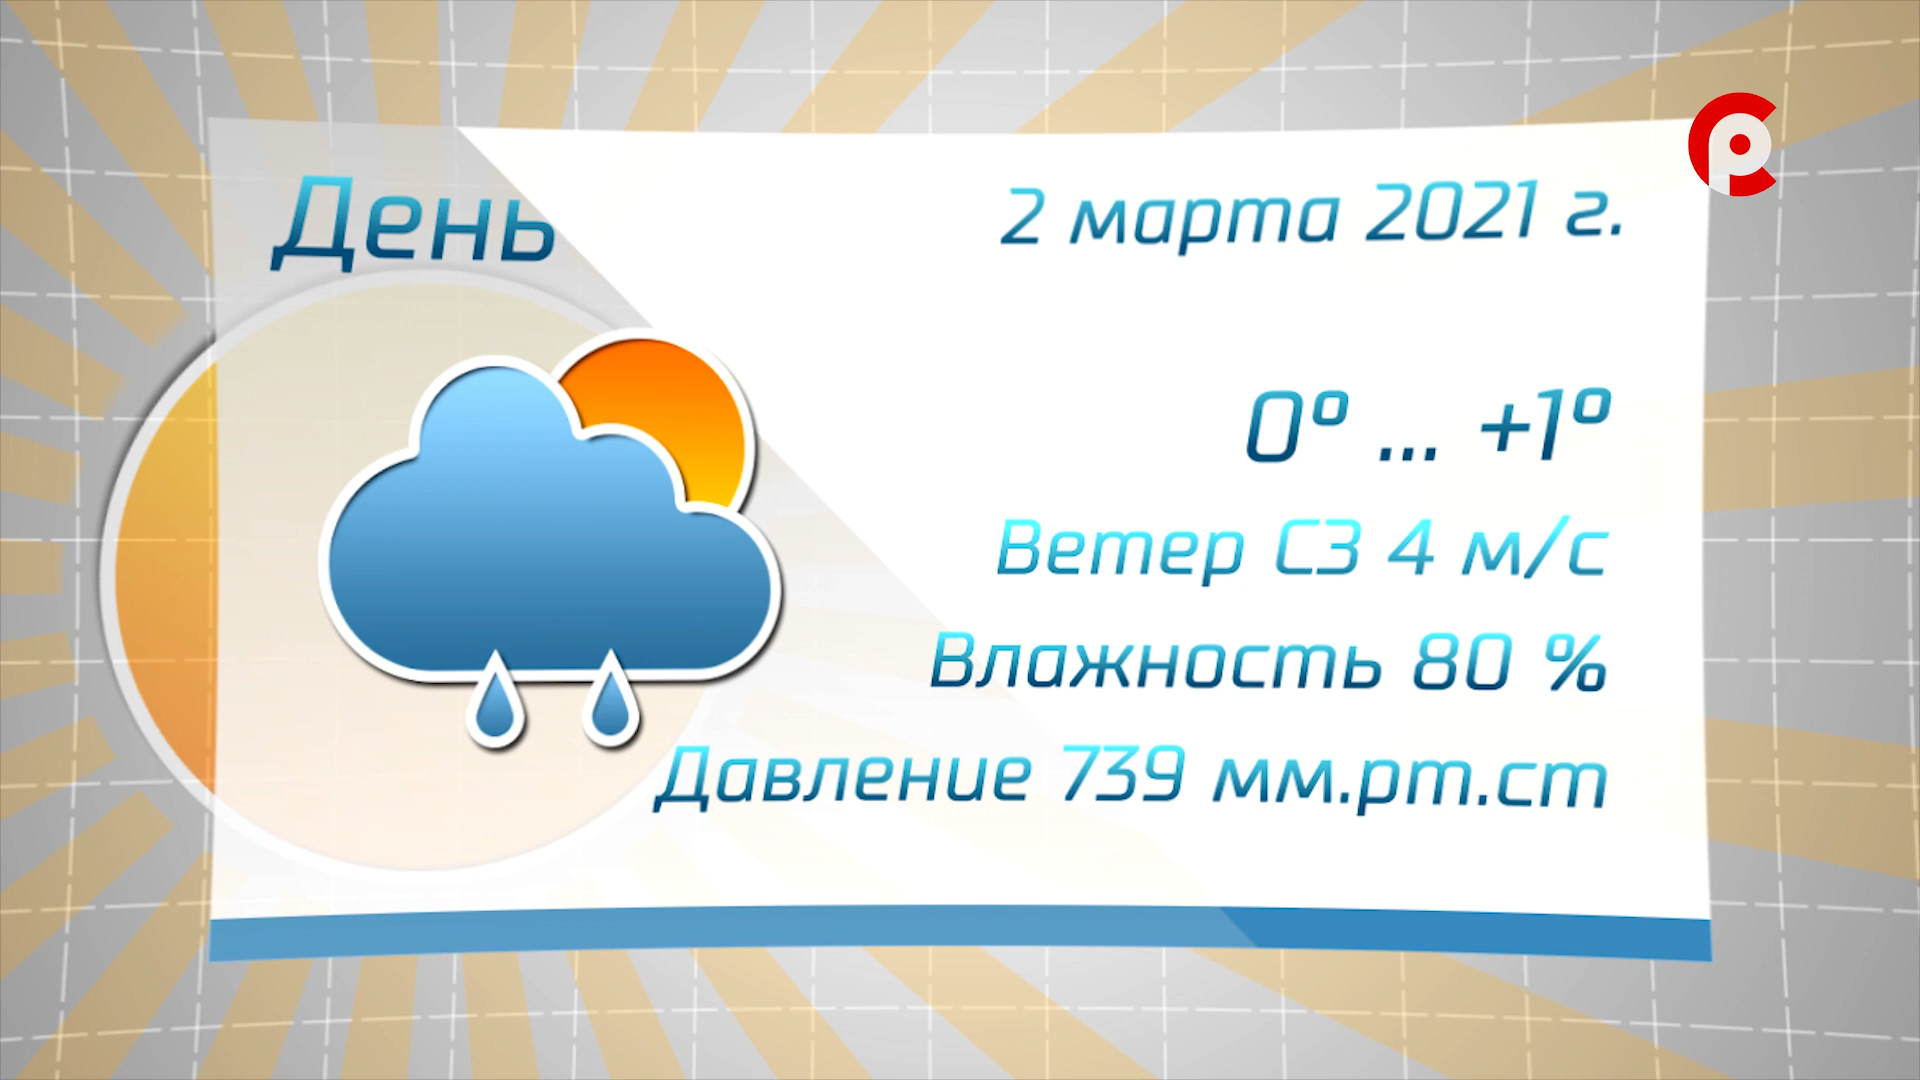 День
2 марта 2021 г.
0° ... +1°
Ветер СЗ 4 м/с
Влажность 80 %
Давление 739 мм.рт.ст